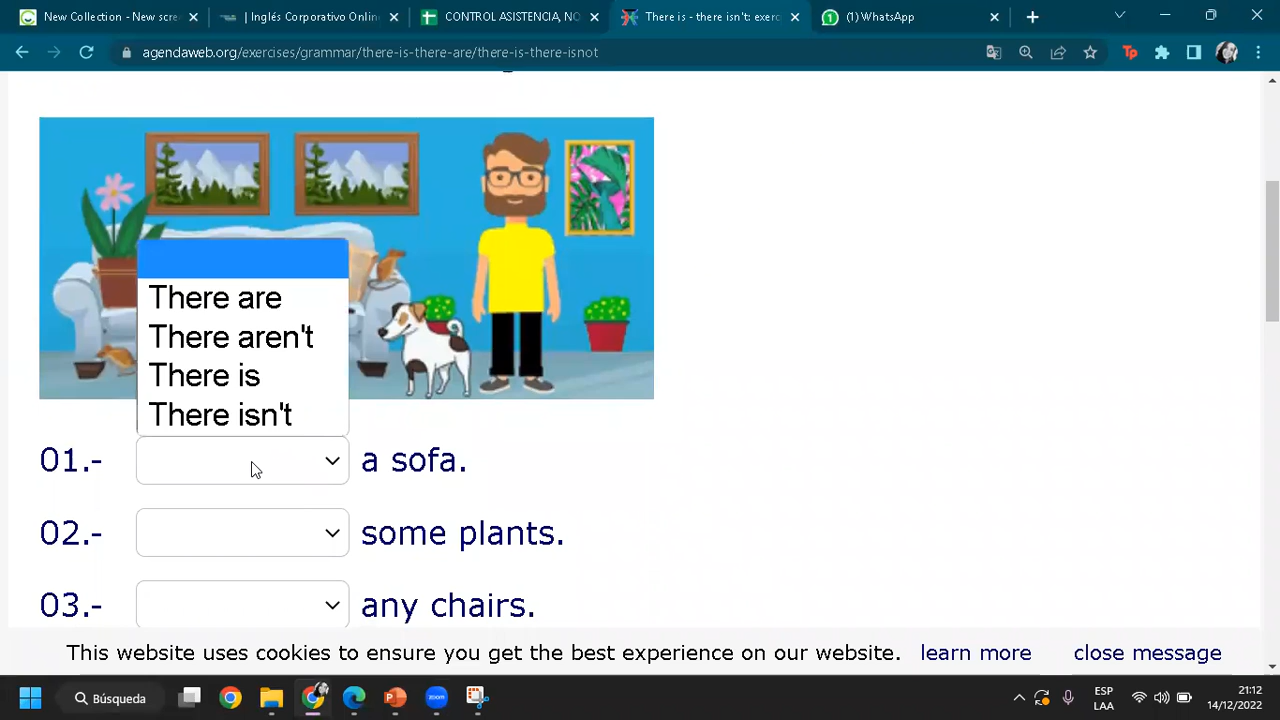 New Collection - New scre
Inglés Corporativo Online
CONTROL ASISTENCIA, NO
There is - there isn't: exerc
(1) WhatsApp
agendaweb.org/exercises/grammar/there-is-there-are/there-is-there-isnot
There are
There aren't
There is
There isn't
01.- a sofa.
02.- some plants.
03.- any chairs.
This website uses cookies to ensure you get the best experience on our website. learn more close message
Búsqueda
zoom
ESP
LAA
21:12
14/12/2022